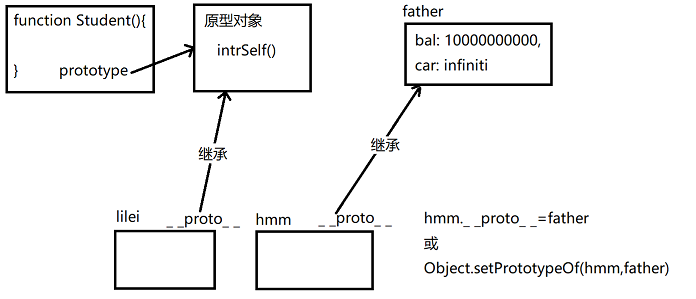 function Student(){
} prototype
原型对象
intrSelf()
father
bal: 10000000000,
car: infiniti
继承
继承
lilei
_ _proto_ _
hmm
_ _proto_ _
hmm._ _proto_ _=father
或
Object.setPrototypeOf(hmm,father)